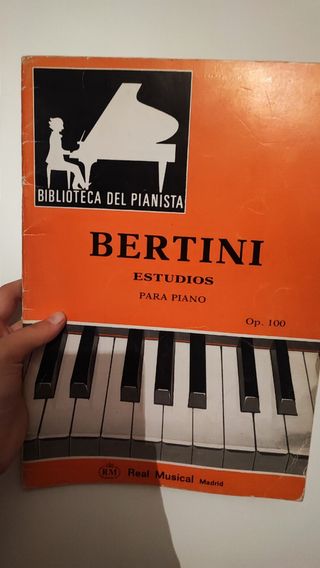 BIBLIOTECA DEL PIANISTA
BERTINI
ESTUDIOS
PARA PIANO
Op. 100
RM Real Musical Madrid